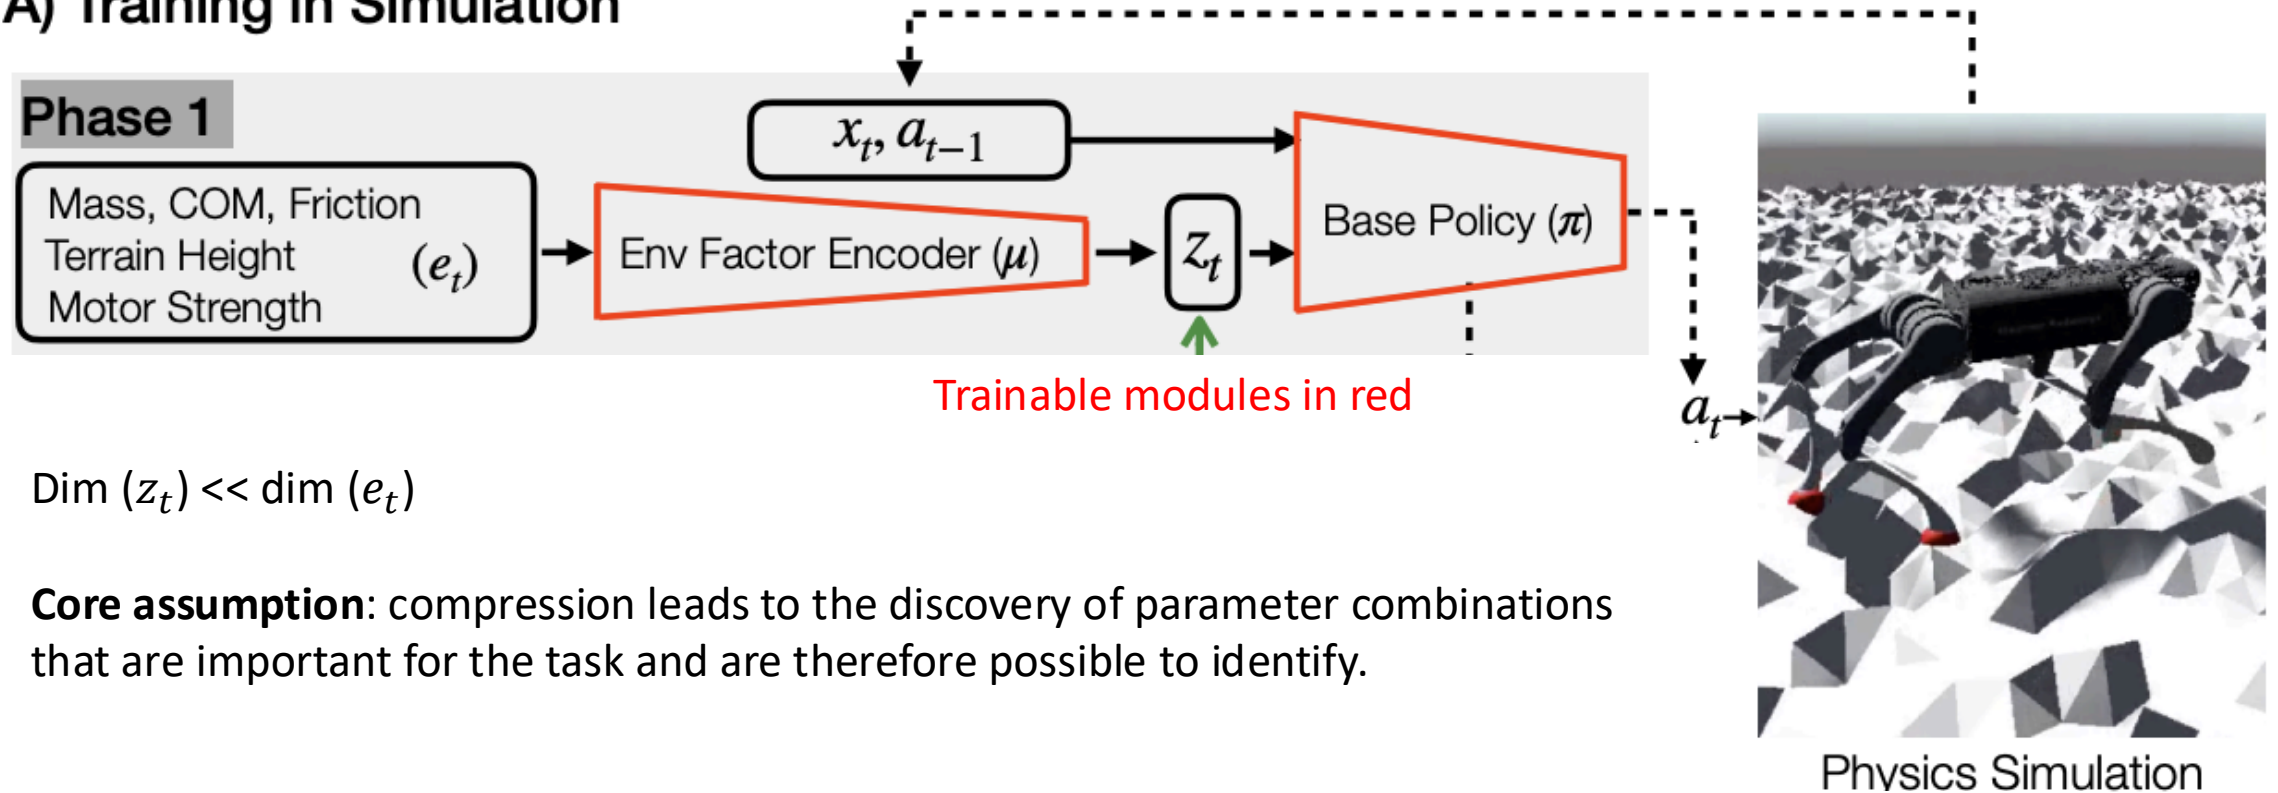 A) Training in Simulation
Phase 1
x_t, a_{t-1}
Mass, COM, Friction
Terrain Height (e_t)
Motor Strength
Env Factor Encoder (μ)
z_t
Base Policy (π)
a_t
Trainable modules in red
Dim (z_t) << dim (e_t)
Core assumption: compression leads to the discovery of parameter combinations
that are important for the task and are therefore possible to identify.
Physics Simulation